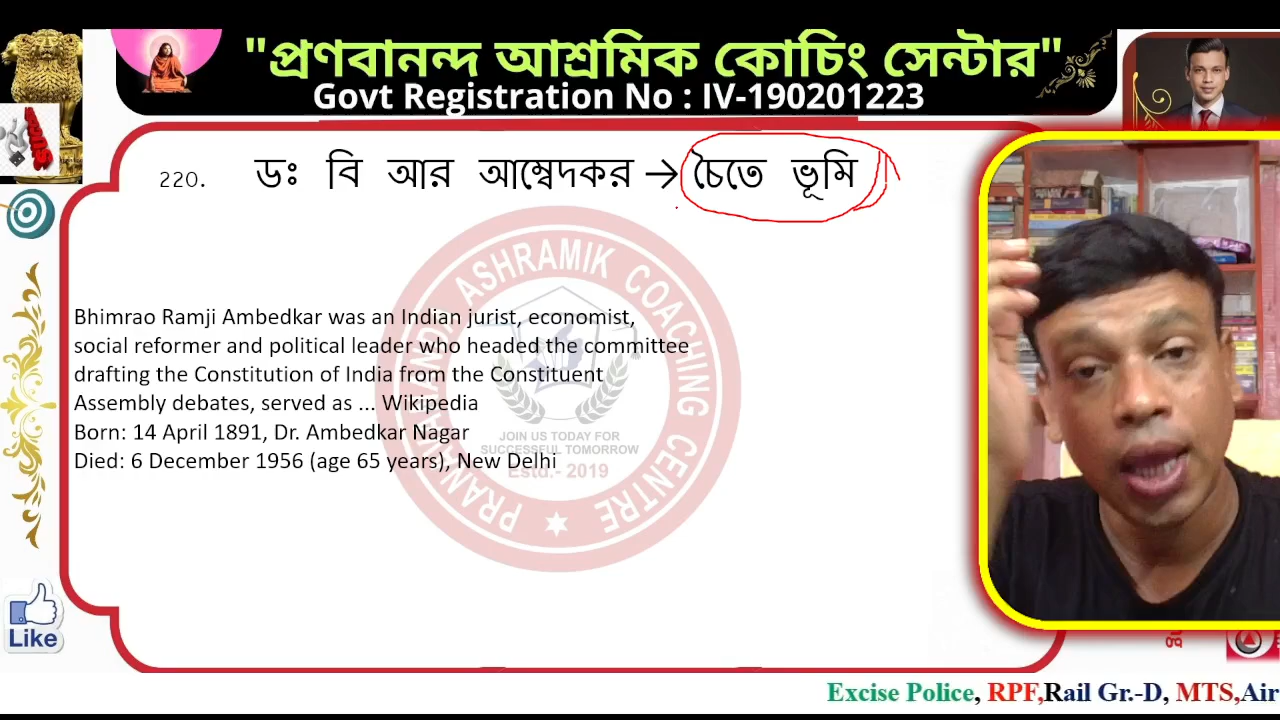 "প্রণবানন্দ আশ্রমিক কোচিং সেন্টার"
Govt Registration No : IV-190201223
220. ডঃ বি আর আম্বেদকর → চৈতে ভূমি ।
Bhimrao Ramji Ambedkar was an Indian jurist, economist,
social reformer and political leader who headed the committee
drafting the Constitution of India from the Constituent
Assembly debates, served as ... Wikipedia
Born: 14 April 1891, Dr. Ambedkar Nagar
Died: 6 December 1956 (age 65 years), New Delhi
ASHRAMIK COACHING CENTRE
JOIN US TODAY FOR
SUCCESSFUL TOMORROW
Estd.- 2019
Like
Excise Police, RPF,Rail Gr.-D, MTS,Air